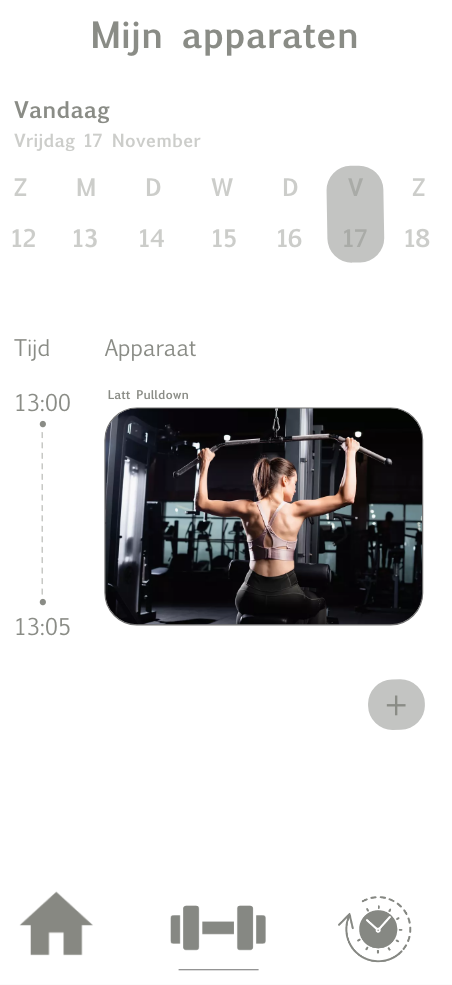 Mijn apparaten
Vandaag
Vrijdag 17 November
Z M D W D V Z
12 13 14 15 16 17 18
Tijd Apparaat
13:00 Latt Pulldown
13:05
+